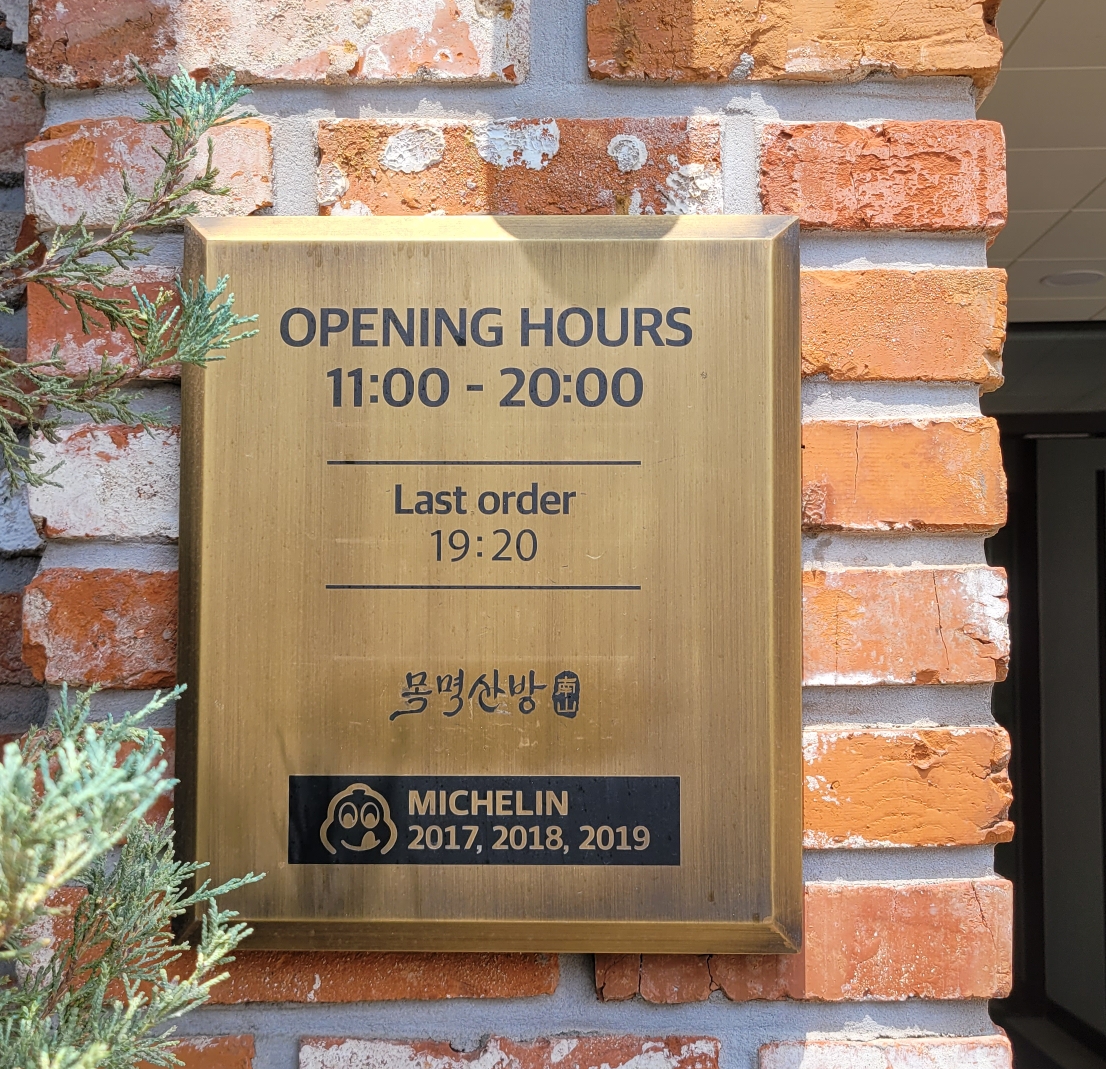 OPENING HOURS
11:00 - 20:00
Last order
19:20
목멱산방 南山
MICHELIN
2017, 2018, 2019